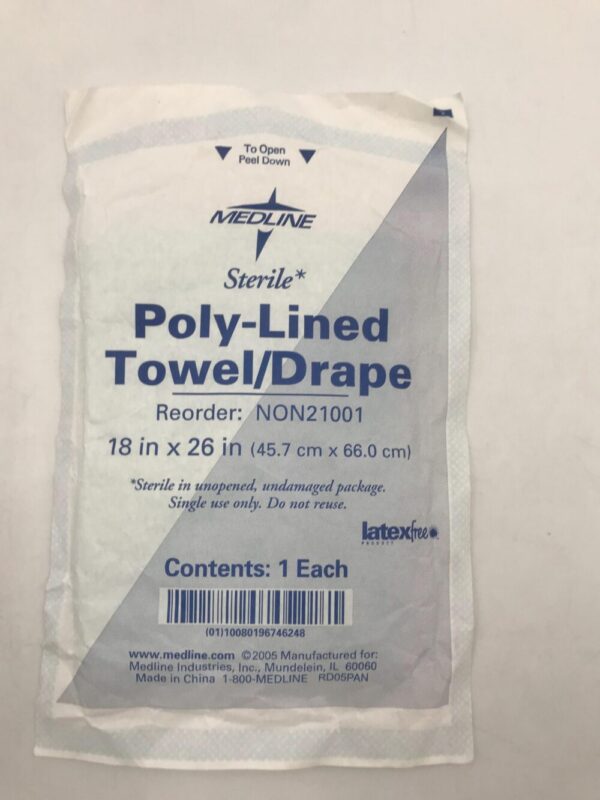 To Open
Peel Down
MEDLINE
Sterile*
Poly-Lined
Towel/Drape
Reorder: NON21001
18 in x 26 in (45.7 cm x 66.0 cm)
*Sterile in unopened, undamaged package.
Single use only. Do not reuse.
latexfree
PRODUCT
Contents: 1 Each
(01)10080196746248
www.medline.com ©2005 Manufactured for:
Medline Industries, Inc., Mundelein, IL 60060
Made in China 1-800-MEDLINE RD05PAN